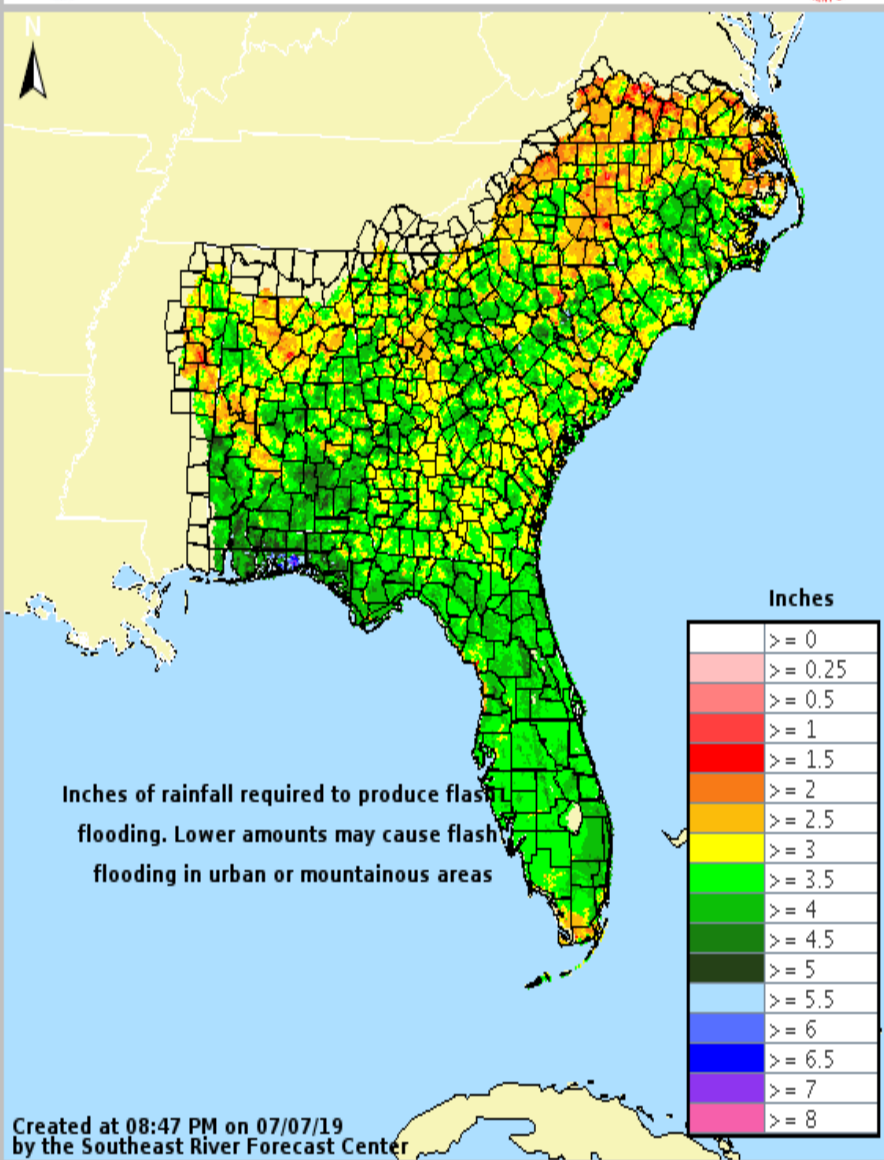 N
Inches of rainfall required to produce flash
flooding. Lower amounts may cause flash
flooding in urban or mountainous areas
Inches
>= 0
>= 0.25
>= 0.5
>= 1
>= 1.5
>= 2
>= 2.5
>= 3
>= 3.5
>= 4
>= 4.5
>= 5
>= 5.5
>= 6
>= 6.5
>= 7
>= 8
Created at 08:47 PM on 07/07/19
by the Southeast River Forecast Center